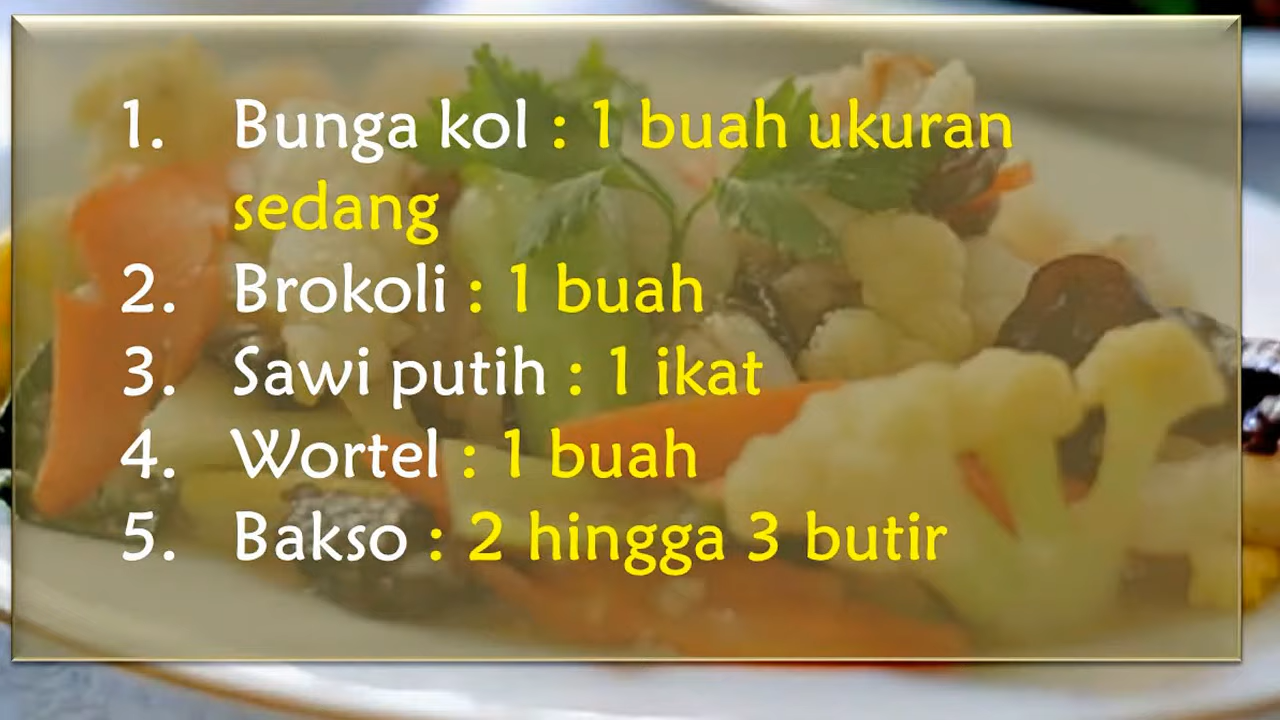 1. Bunga kol : 1 buah ukuran
sedang
2. Brokoli : 1 buah
3. Sawi putih : 1 ikat
4. Wortel : 1 buah
5. Bakso : 2 hingga 3 butir